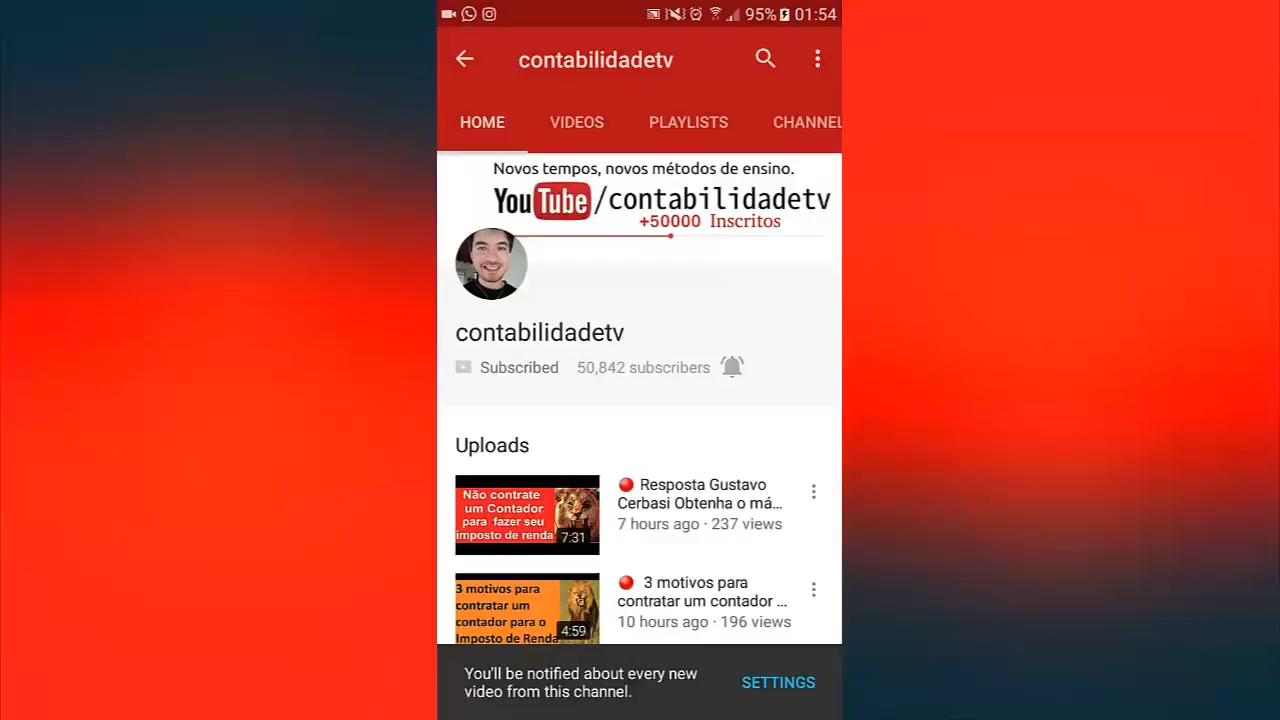 95% 01:54
contabilidadetv
HOME VIDEOS PLAYLISTS CHANNEL
Novos tempos, novos métodos de ensino.
YouTube/contabilidadetv
+50000 Inscritos
contabilidadetv
Subscribed 50,842 subscribers
Uploads
Não contrate
um Contador
para fazer seu
imposto de renda
7:31
🔴 Resposta Gustavo
Cerbasi Obtenha o má...
7 hours ago · 237 views
3 motivos para
contratar um
contador para o
Imposto de Renda
4:59
🔴 3 motivos para
contratar um contador ...
10 hours ago · 196 views
You'll be notified about every new
video from this channel.
SETTINGS